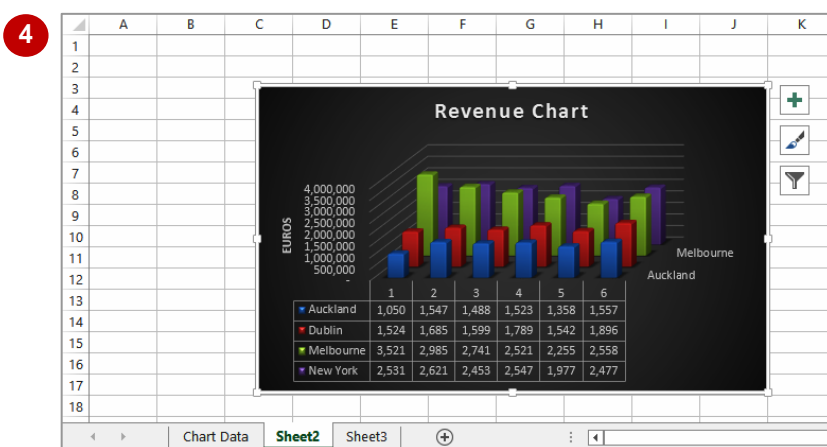 4
A B C D E F G H I J K
1
2
3
4
5
6
7
8
9
10
11
12
13
14
15
16
17
18
Revenue Chart
EUROS
4,000,000
3,500,000
3,000,000
2,500,000
2,000,000
1,500,000
1,000,000
500,000
-
Melbourne
Auckland
1 2 3 4 5 6
Auckland 1,050 1,547 1,488 1,523 1,358 1,557
Dublin 1,524 1,685 1,599 1,789 1,542 1,896
Melbourne 3,521 2,985 2,741 2,521 2,255 2,558
New York 2,531 2,621 2,453 2,547 1,977 2,477
Chart Data Sheet2 Sheet3